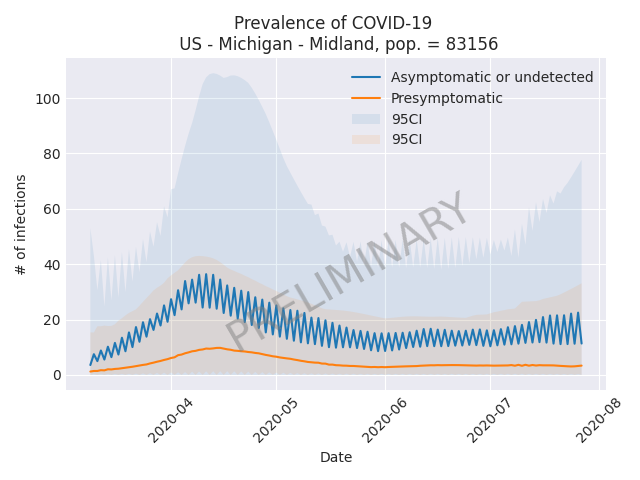 Prevalence of COVID-19
US - Michigan - Midland, pop. = 83156
Asymptomatic or undetected
Presymptomatic
95CI
95CI
PRELIMINARY
# of infections
100
80
60
40
20
0
2020-04
2020-05
2020-06
2020-07
2020-08
Date